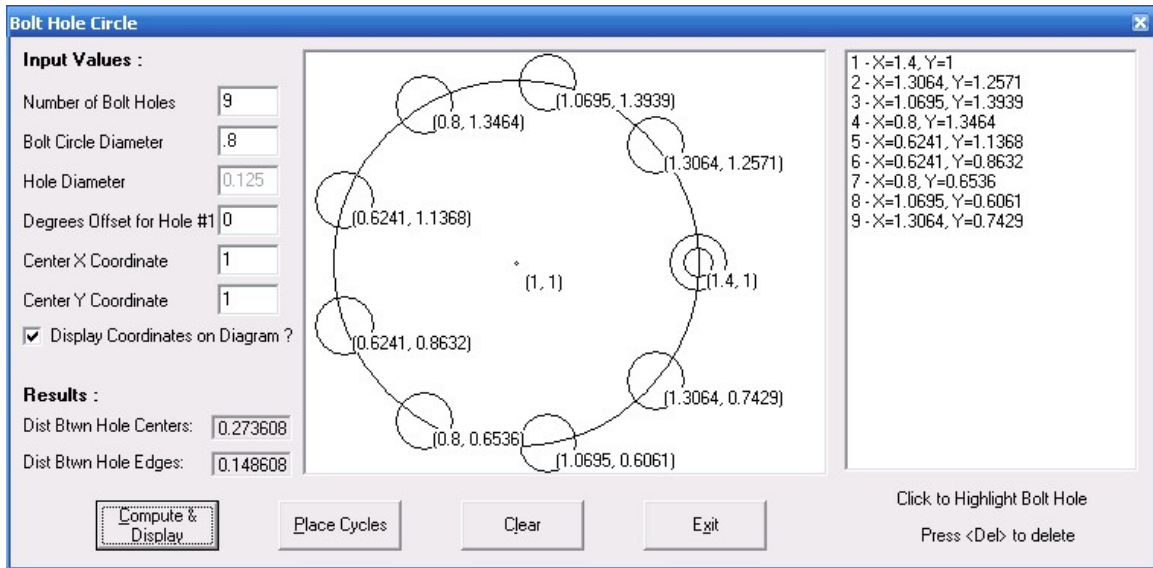 Bolt Hole Circle
Input Values :
Number of Bolt Holes
9
Bolt Circle Diameter
.8
Hole Diameter
0.125
Degrees Offset for Hole #1
0
Center X Coordinate
1
Center Y Coordinate
1
Display Coordinates on Diagram ?
Results :
Dist Btwn Hole Centers:
0.273608
Dist Btwn Hole Edges:
0.148608
(1.0695, 1.3939)
(0.8, 1.3464)
(1.3064, 1.2571)
(0.6241, 1.1368)
(1, 1)
(1.4, 1)
(0.6241, 0.8632)
(1.3064, 0.7429)
(0.8, 0.6536)
(1.0695, 0.6061)
1 - X=1.4, Y=1
2 - X=1.3064, Y=1.2571
3 - X=1.0695, Y=1.3939
4 - X=0.8, Y=1.3464
5 - X=0.6241, Y=1.1368
6 - X=0.6241, Y=0.8632
7 - X=0.8, Y=0.6536
8 - X=1.0695, Y=0.6061
9 - X=1.3064, Y=0.7429
Compute &
Display
Place Cycles
Clear
Exit
Click to Highlight Bolt Hole
Press <Del> to delete